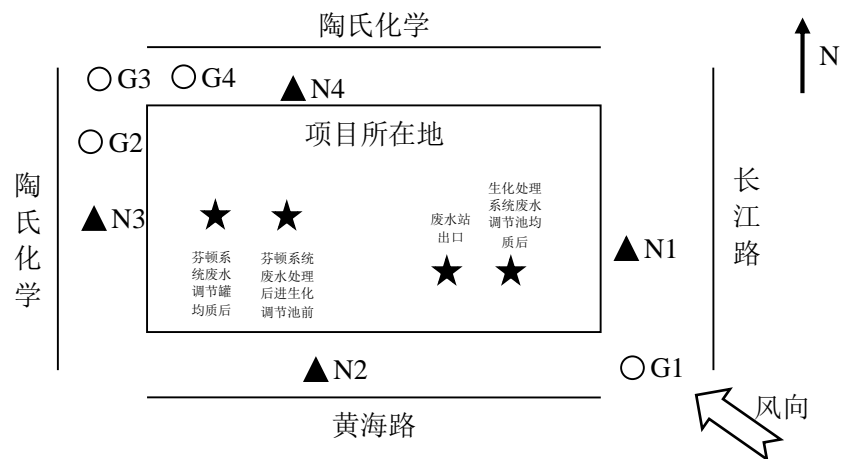 陶氏化学
N
G3
G4
N4
项目所在地
G2
陶氏化学
N3
芬顿系
统废水
调节罐
均质后
芬顿系统
废水处理
后进生化
调节池前
废水站
出口
生化处理
系统废水
调节池均
质后
N1
长江路
N2
G1
黄海路
风向